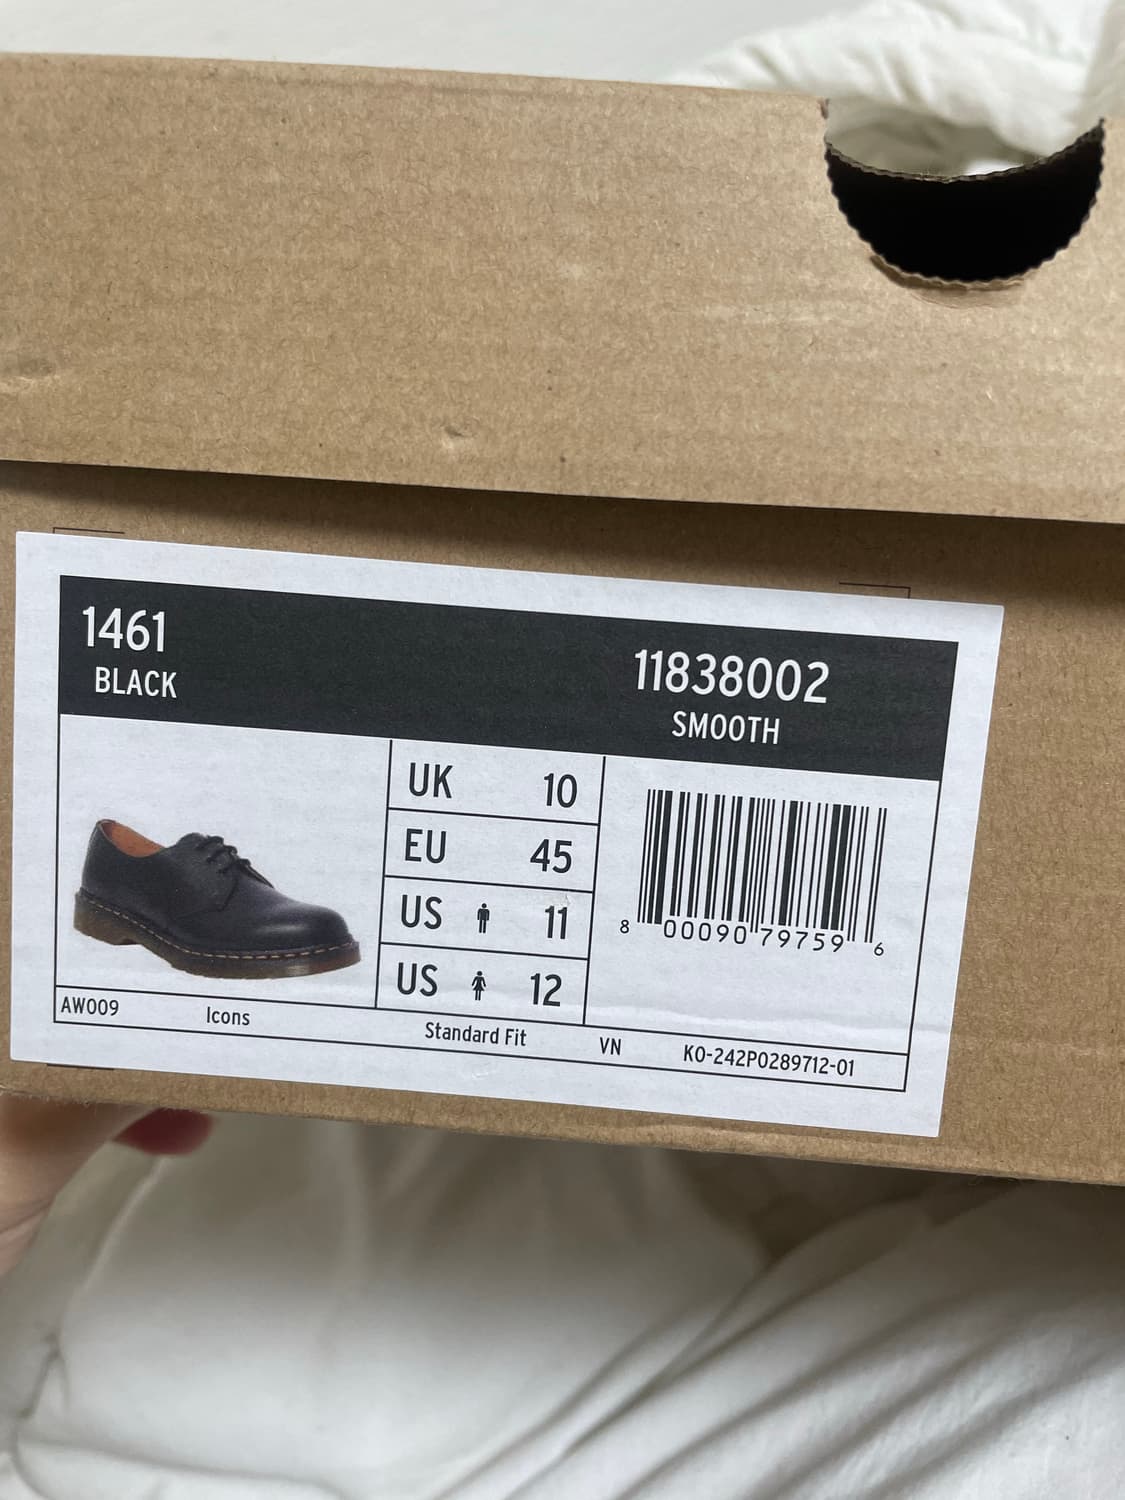 1461
BLACK
11838002
SMOOTH
UK 10
EU 45
US 11
US 12
8 00090 79759 6
AW009 Icons Standard Fit VN KO-242P0289712-01